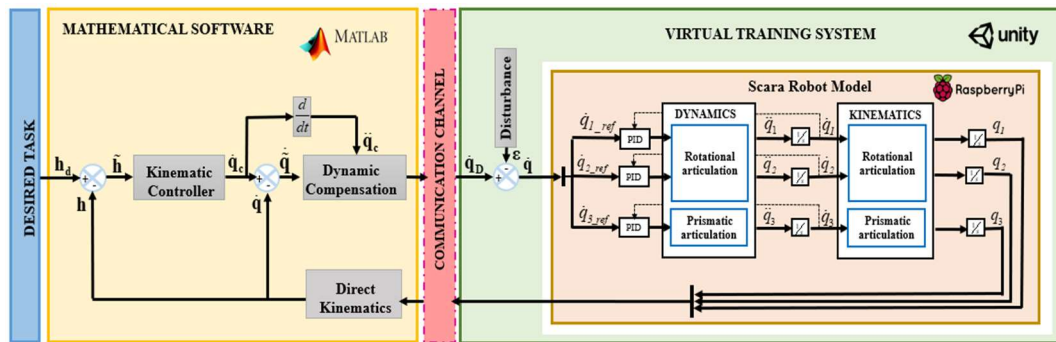 DESIRED TASK
MATHEMATICAL SOFTWARE
MATLAB
h_d
+
-
h̃
h
Kinematic
Controller
q̇_c
d
dt
q̈_c
+
-
q̃̇
q̇
Dynamic
Compensation
Direct
Kinematics
COMMUNICATION CHANNEL
VIRTUAL TRAINING SYSTEM
unity
Disturbance
ε
q̇_D
+
-
q̇
Scara Robot Model
RaspberryPi
q̇_1_ref
q̇_2_ref
q̇_3_ref
PID
PID
PID
DYNAMICS
Rotational
articulation
Prismatic
articulation
q̈_1
q̇_1
q̈_2
q̇_2
q̈_3
q̇_3
KINEMATICS
Rotational
articulation
Prismatic
articulation
q_1
q_2
q_3